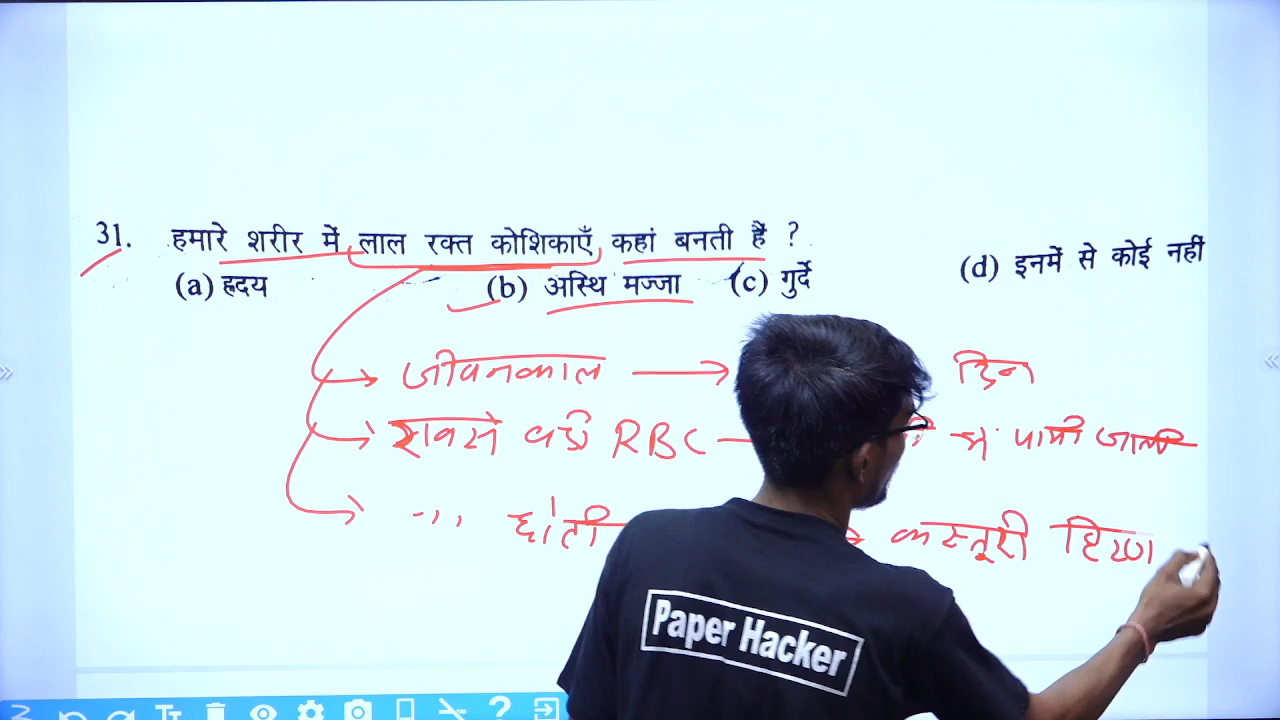 31. हमारे शरीर में लाल रक्त कोशिकाएँ कहां बनती हैं ?
(a) हृदय (b) अस्थि मज्जा (c) गुर्दे (d) इनमें से कोई नहीं
जीवनकाल → दिन
सबसे बड़ी RBC में पायी जाती
,, छोटी कस्तूरी हिरण
Paper Hacker